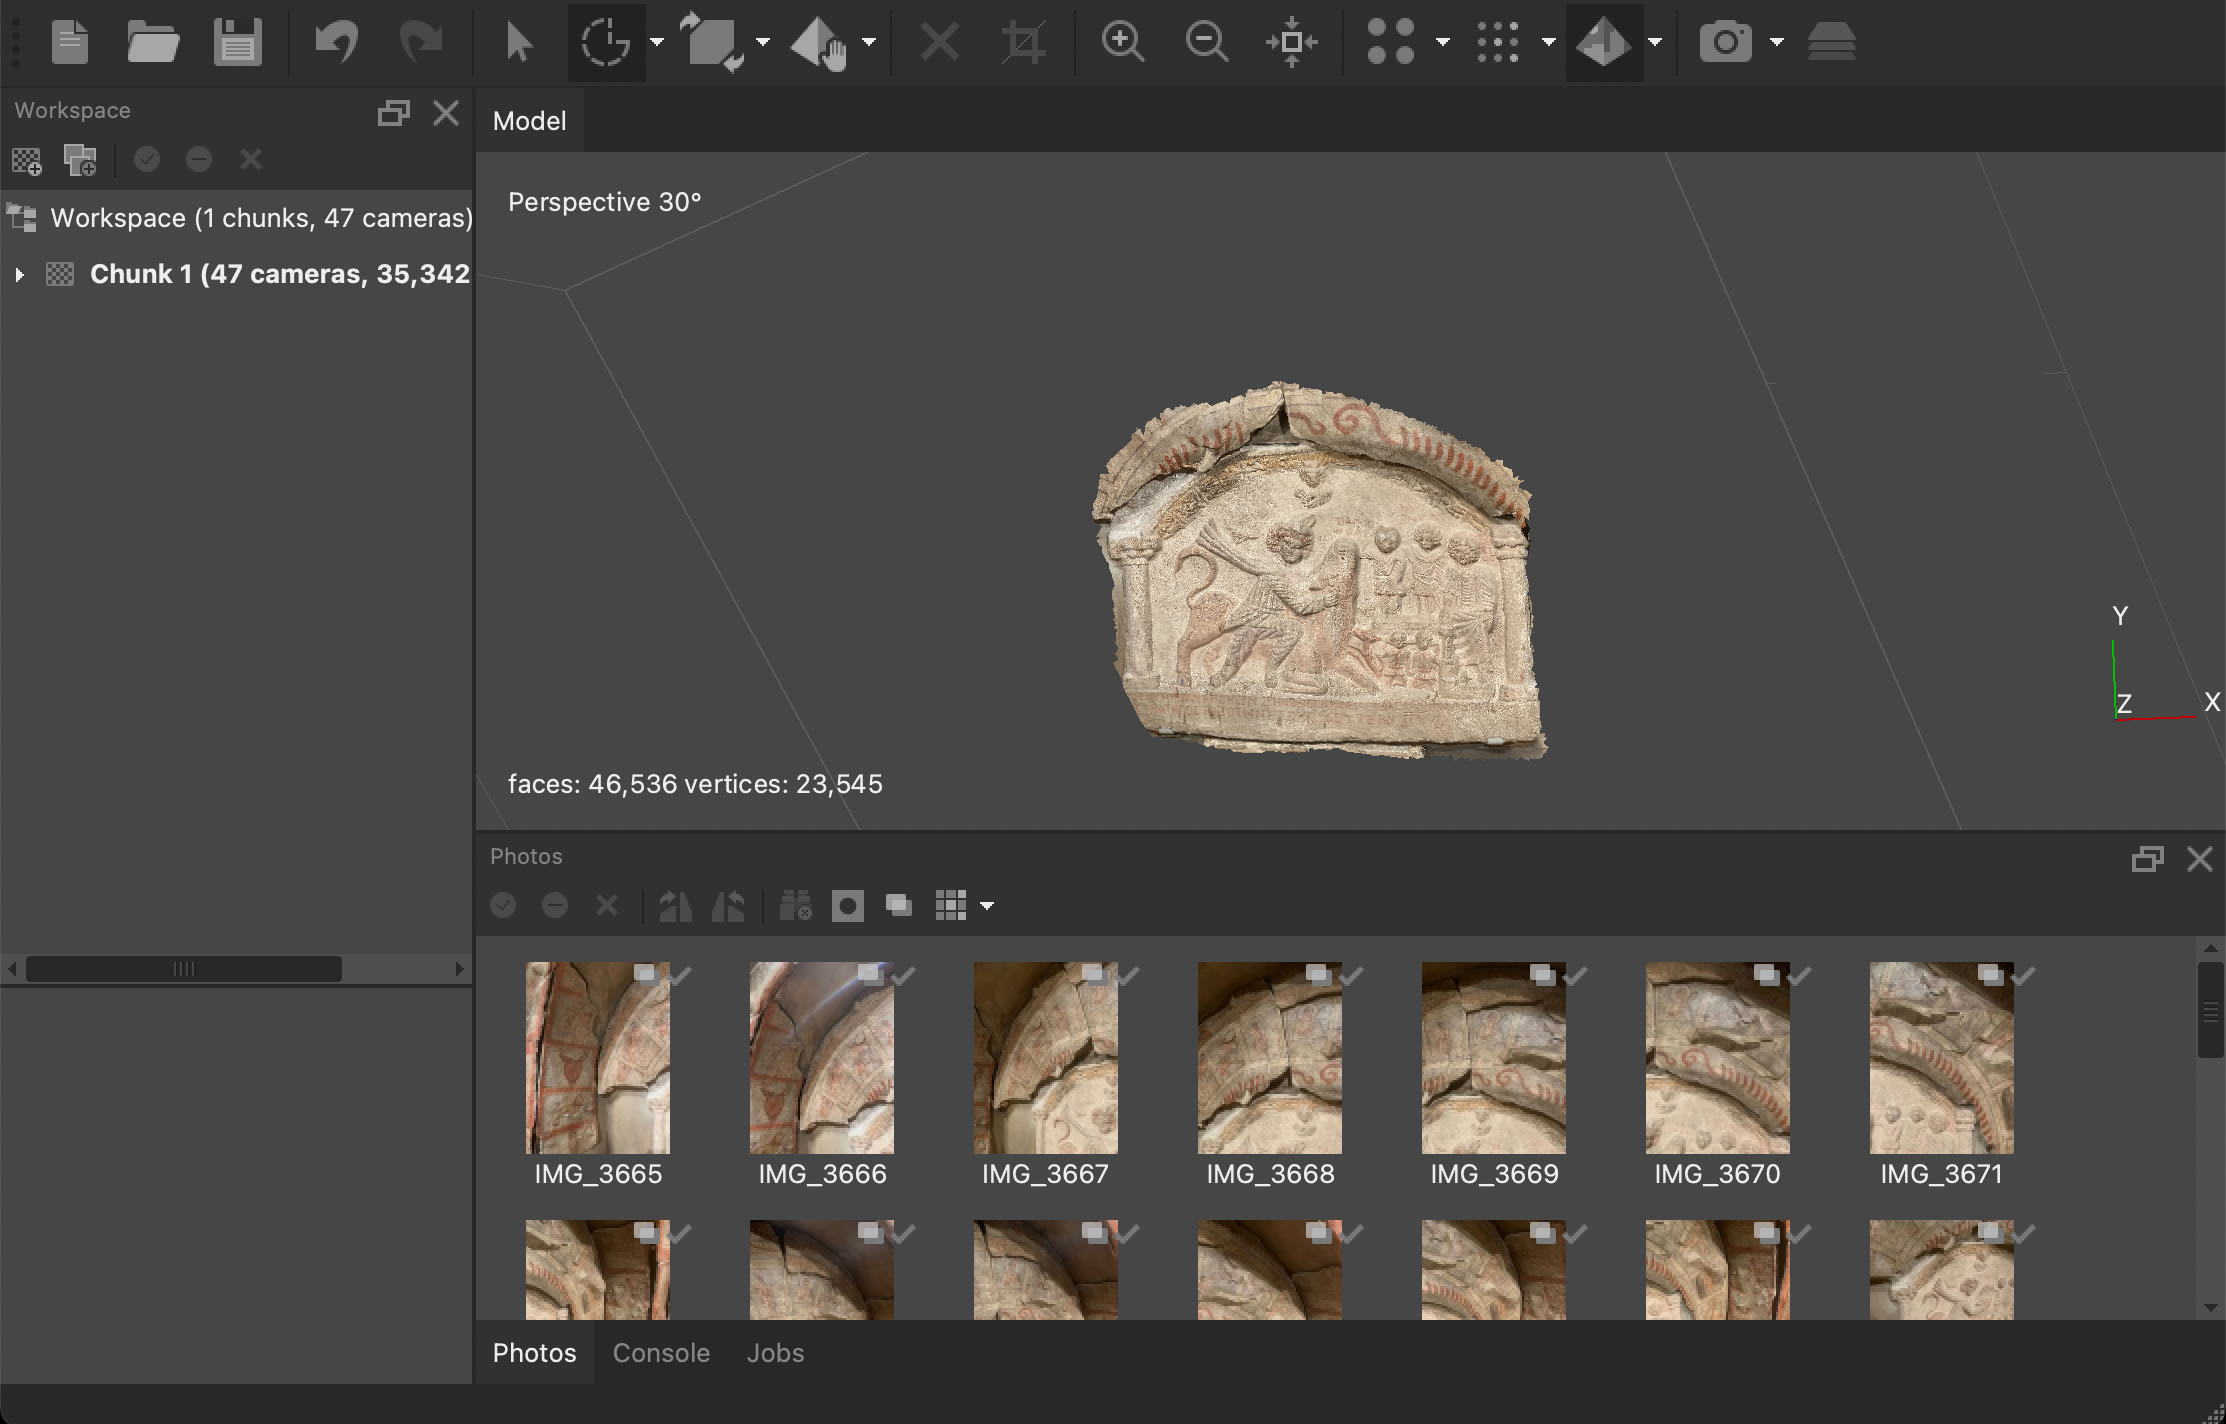 Workspace
Model
Workspace (1 chunks, 47 cameras)
Chunk 1 (47 cameras, 35,342
Perspective 30°
Y
Z
X
faces: 46,536 vertices: 23,545
Photos
IMG_3665
IMG_3666
IMG_3667
IMG_3668
IMG_3669
IMG_3670
IMG_3671
Photos
Console
Jobs